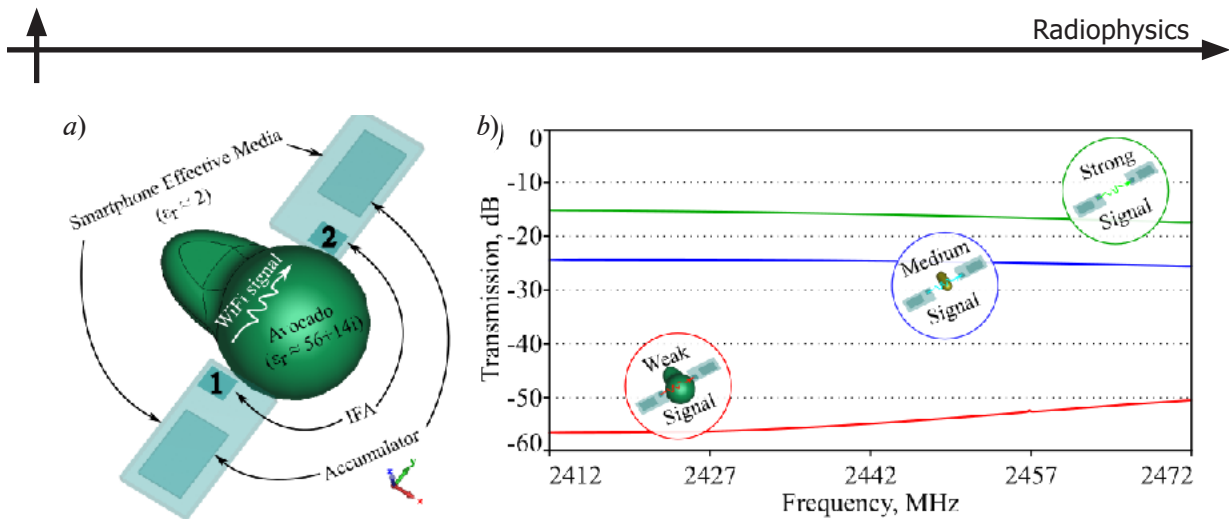 Radiophysics
a)
Smartphone Effective Media
(εr ≈ 2)
2
WiFi signal
Avocado
(εr ≈ 56+14i)
1
IFA
Accumulator
z
y
x
b)
Transmission, dB
0
-10
-20
-30
-40
-50
-60
Strong
Signal
Medium
Signal
Weak
Signal
2412
2427
2442
2457
2472
Frequency, MHz